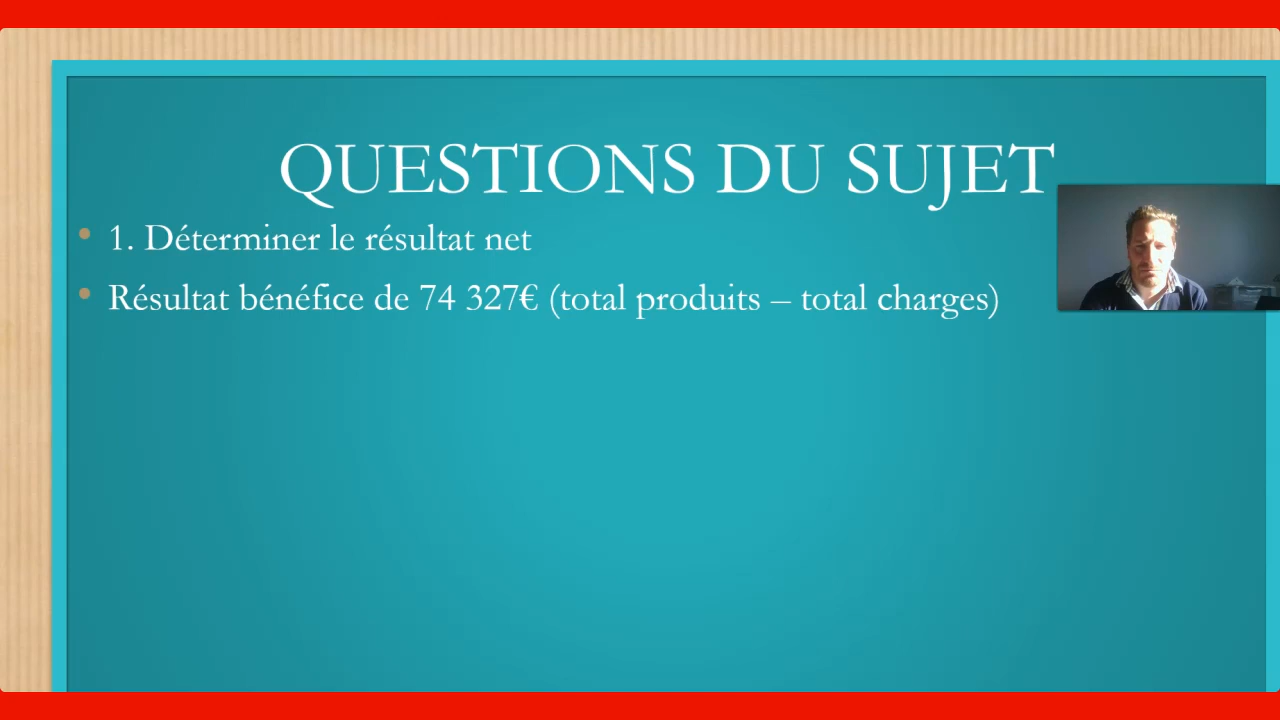 QUESTIONS DU SUJET
• 1. Déterminer le résultat net
• Résultat bénéfice de 74 327€ (total produits – total charges)